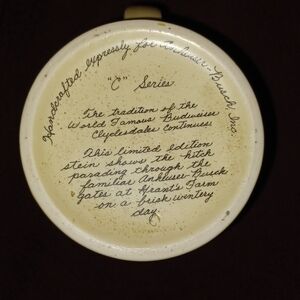 Handcrafted expressly for Anheuser-Busch, Inc.
"C" Series
The tradition of the
World Famous Budweiser
Clydesdales continues.
This limited edition
stein shows the hitch
parading through the
familiar Anheuser-Busch
gates at Grant's Farm
on a brisk wintery
day.